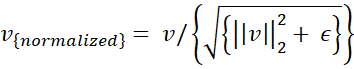 v_{normalized} = v/{√{||v||₂² + ϵ}}